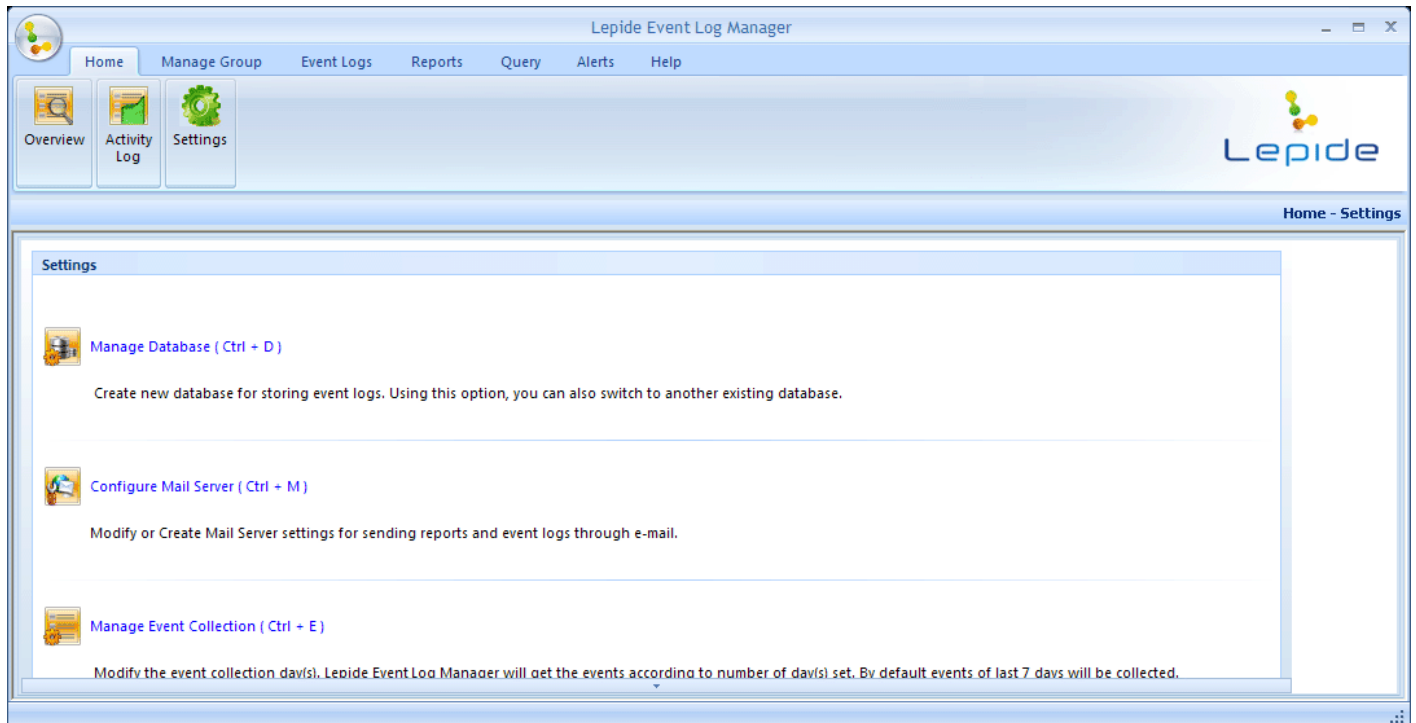 Lepide Event Log Manager
Home Manage Group Event Logs Reports Query Alerts Help
Overview
Activity Log
Settings
Lepide
Home - Settings
Settings
Manage Database ( Ctrl + D )
Create new database for storing event logs. Using this option, you can also switch to another existing database.
Configure Mail Server ( Ctrl + M )
Modify or Create Mail Server settings for sending reports and event logs through e-mail.
Manage Event Collection ( Ctrl + E )
Modify the event collection day(s). Lepide Event Log Manager will get the events according to number of day(s) set. By default events of last 7 days will be collected.